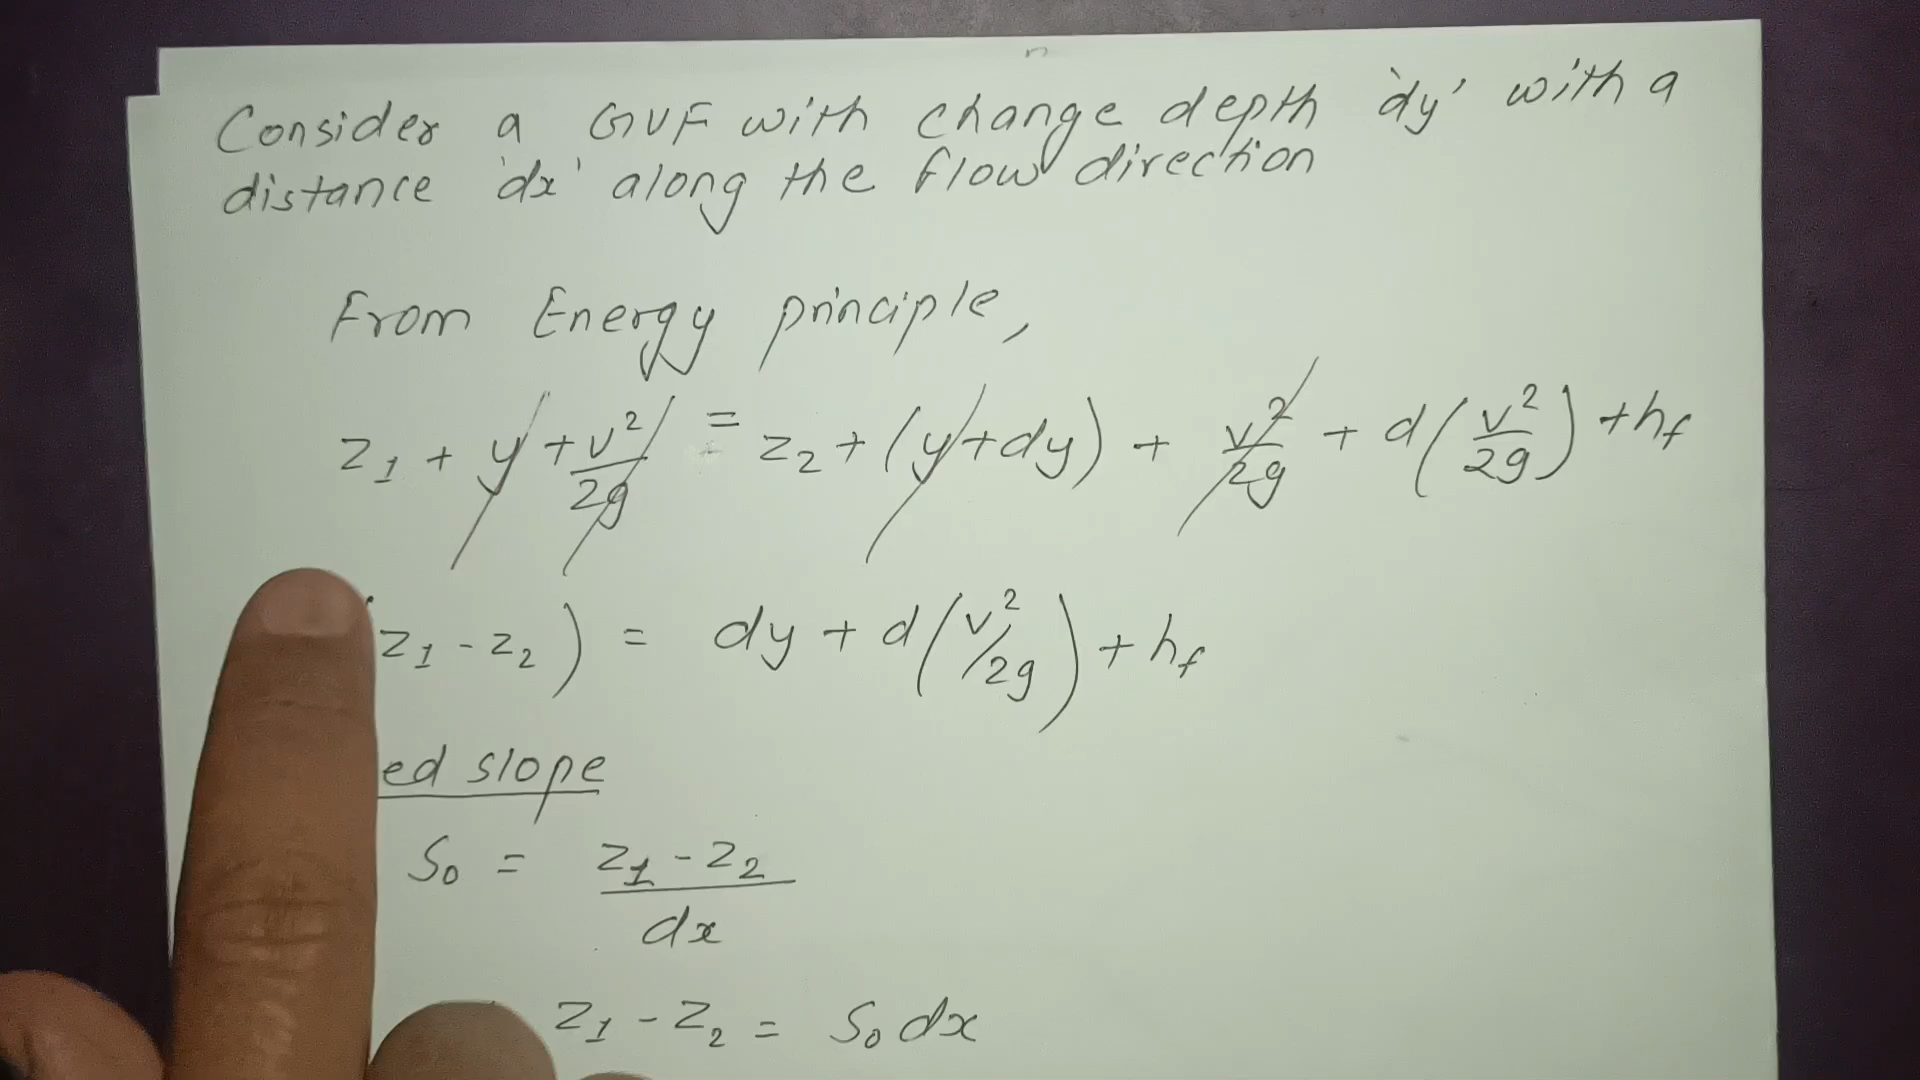 Consider a GVF with change depth 'dy' with a
distance 'dx' along the flow direction
From Energy principle,
z₁ + y + v²/2g = z₂ + (y+dy) + v²/2g + d(v²/2g) + hf
z₁ - z₂) = dy + d(v²/2g) + hf
ed slope
S₀ = z₁ - z₂ / dx
z₁ - z₂ = S₀ dx